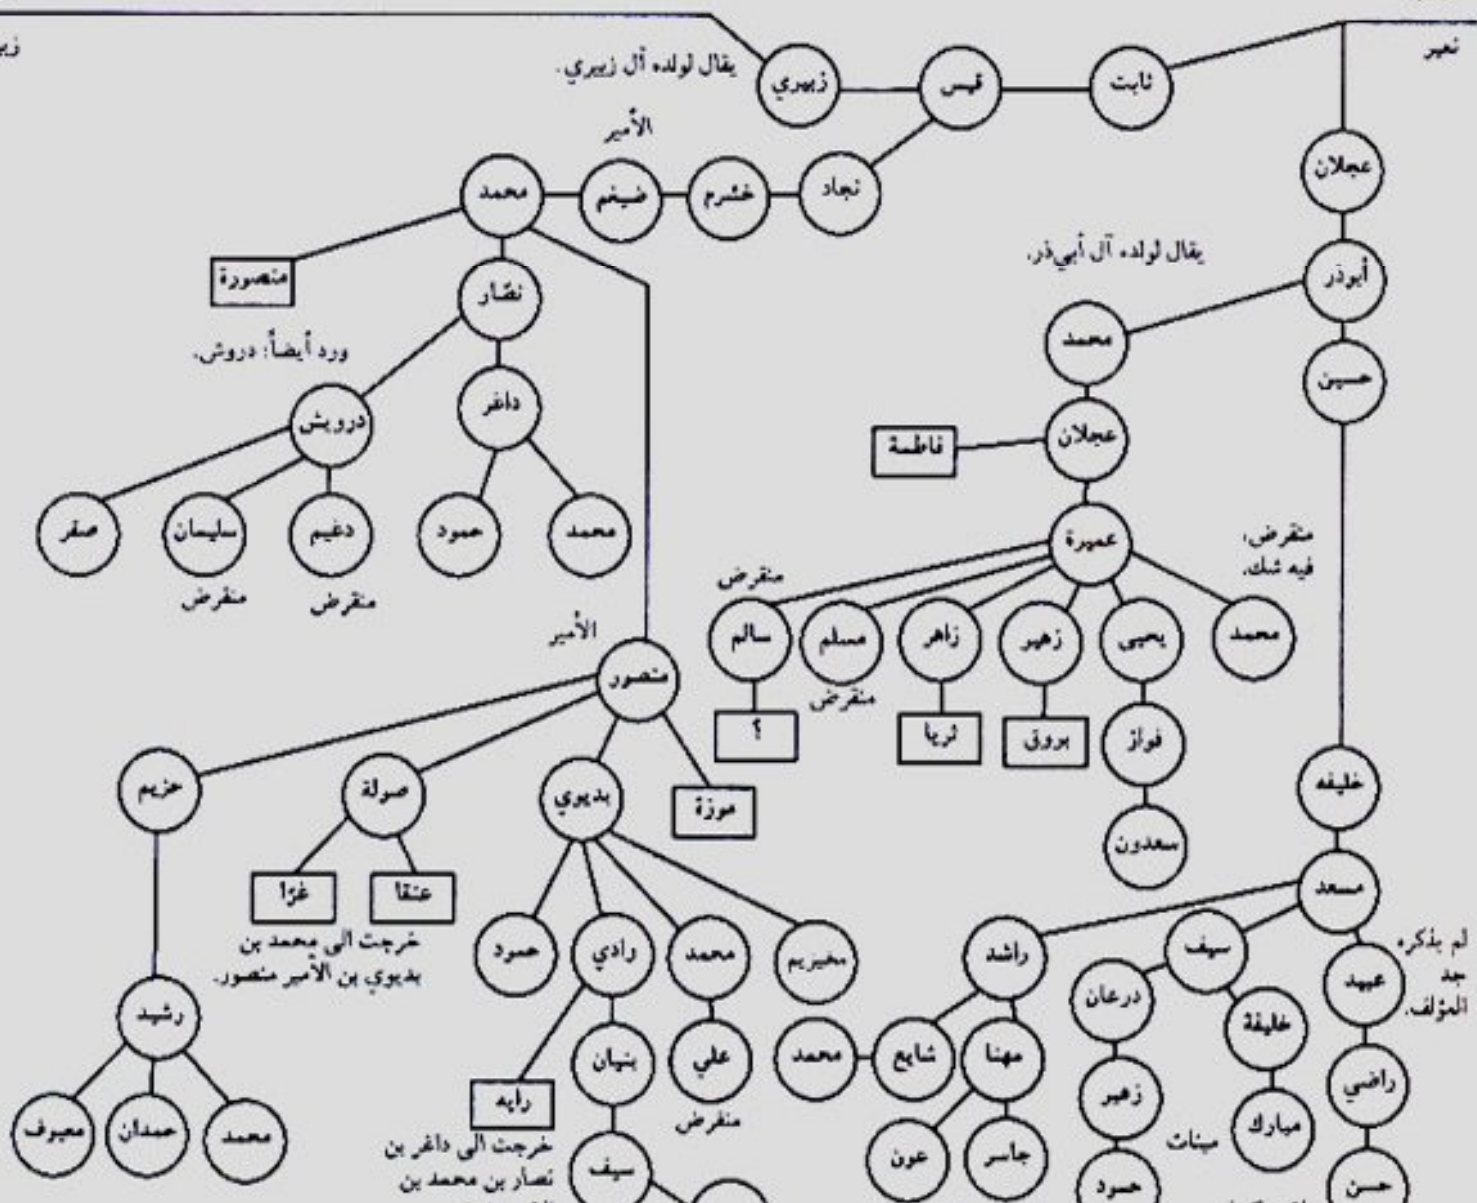 نعير
ثابت
قيس
زبيري
يقال لولده آل زبيري.
الأمير
عجلان
نجاد
خشرم
ضيغم
محمد
منصورة
نصّار
يقال لولده آل أبي‌ذر.
أبوذر
محمد
حسين
ورد أيضاً: دروش.
درويش
داغر
عجلان
فاطمة
صقر
سليمان
دغيم
حمود
محمد
منقرض
منقرض
عميرة
منقرض،
فيه شك.
منقرض
سالم
مسلم
زاهر
زهير
يحيى
محمد
منقرض
؟
ثريا
بروق
فواز
سعدون
الأمير
منصور
حزيم
صولة
بديوي
موزة
خليفه
مسعد
غزا
عنقا
خرجت الى محمد بن
بديوي بن الأمير منصور.
حمود
رادي
محمد
مخيزيم
راشد
سيف
عبيد
لم يذكره
جد
المؤلف.
درعان
خليفة
رشيد
رايه
بنيان
علي
محمد
شايع
مهنا
راضي
منقرض
زهير
مبارك
معيوف
حمدان
محمد
خرجت الى داغر بن
نصار بن محمد بن
سيف
عون
جاسر
حمود
حسن